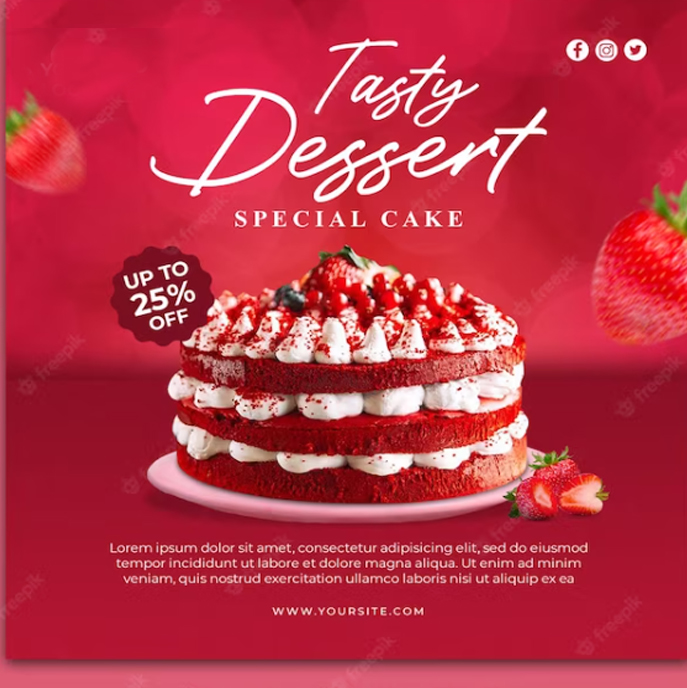 Tasty
Dessert
SPECIAL CAKE
UP TO
25%
OFF
Lorem ipsum dolor sit amet, consectetur adipisicing elit, sed do eiusmod
tempor incididunt ut labore et dolore magna aliqua. Ut enim ad minim
veniam, quis nostrud exercitation ullamco laboris nisi ut aliquip ex ea
WWW.YOURSITE.COM
freepik